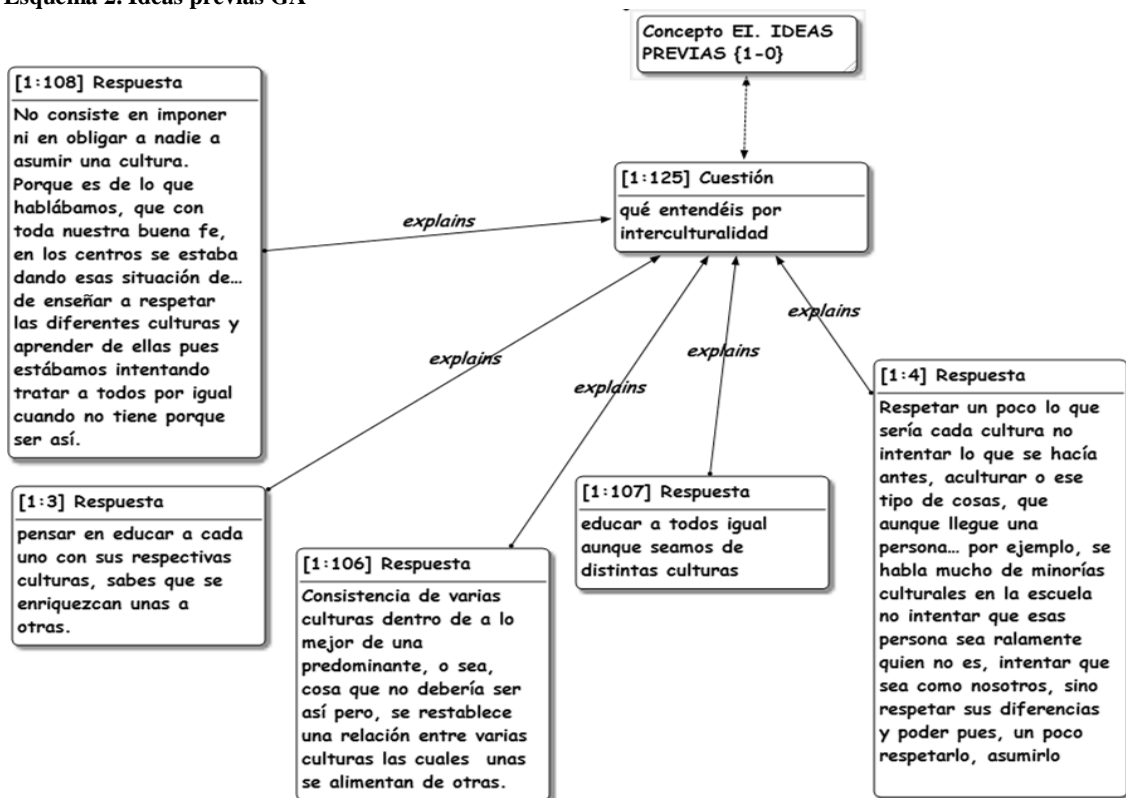 Esquema 2. Ideas previas GA
Concepto EI. IDEAS
PREVIAS {1-0}
[1:108] Respuesta
No consiste en imponer
ni en obligar a nadie a
asumir una cultura.
Porque es de lo que
hablábamos, que con
toda nuestra buena fe,
en los centros se estaba
dando esas situación de...
de enseñar a respetar
las diferentes culturas y
aprender de ellas pues
estábamos intentando
tratar a todos por igual
cuando no tiene porque
ser así.
[1:125] Cuestión
qué entendéis por
interculturalidad
explains
explains
explains
explains
explains
[1:3] Respuesta
pensar en educar a cada
uno con sus respectivas
culturas, sabes que se
enriquezcan unas a
otras.
[1:106] Respuesta
Consistencia de varias
culturas dentro de a lo
mejor de una
predominante, o sea,
cosa que no debería ser
así pero, se restablece
una relación entre varias
culturas las cuales unas
se alimentan de otras.
[1:107] Respuesta
educar a todos igual
aunque seamos de
distintas culturas
[1:4] Respuesta
Respetar un poco lo que
sería cada cultura no
intentar lo que se hacía
antes, aculturar o ese
tipo de cosas, que
aunque llegue una
persona... por ejemplo, se
habla mucho de minorías
culturales en la escuela
no intentar que esas
persona sea ralamente
quien no es, intentar que
sea como nosotros, sino
respetar sus diferencias
y poder pues, un poco
respetarlo, asumirlo